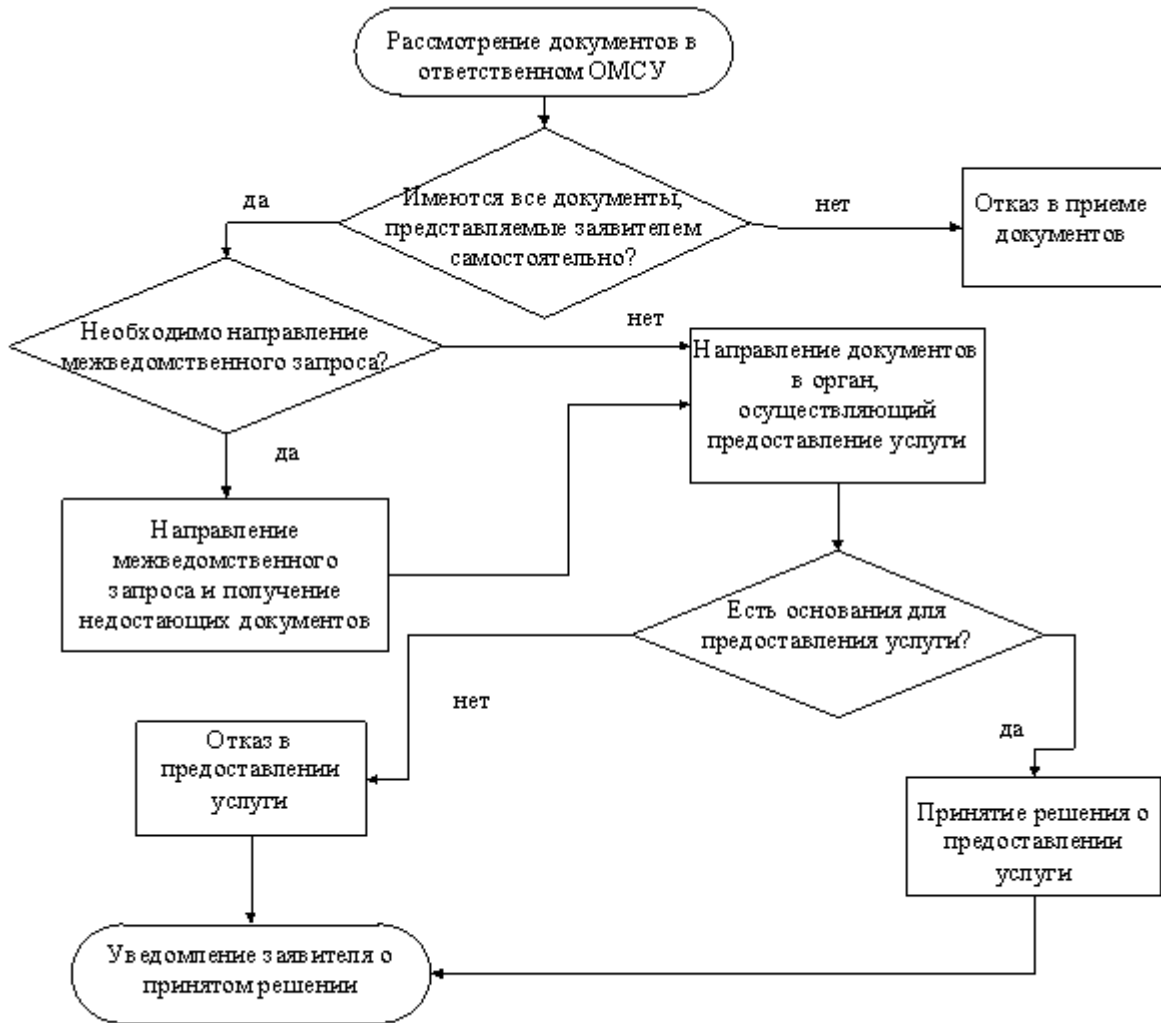 Рассмотрение документов в
ответственном ОМСУ
Имеются все документы,
представляемые заявителем
самостоятельно?
да
нет
Отказ в приеме
документов
Необходимо направление
межведомственного запроса?
нет
Направление документов
в орган,
осуществляющий
предоставление услуги
да
Направление
межведомственного
запроса и получение
недостающих документов
Есть основания для
предоставления услуги?
нет
да
Отказ в
предоставлении
услуги
Принятие решения о
предоставлении
услуги
Уведомление заявителя о
принятом решении